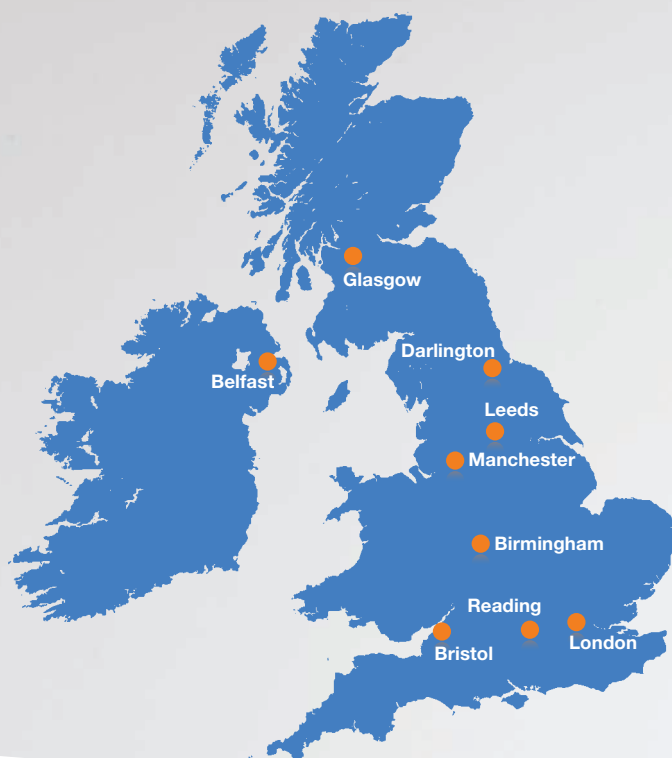 Glasgow
Darlington
Belfast
Leeds
Manchester
Birmingham
Reading
London
Bristol